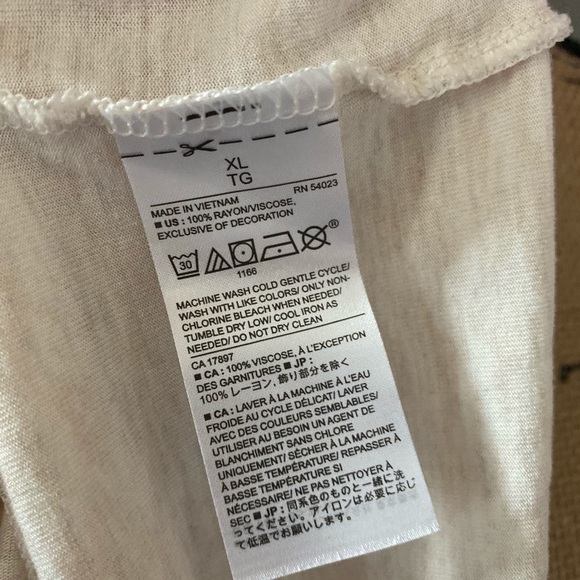 XL
TG
MADE IN VIETNAM RN 54023
■ US : 100% RAYON/VISCOSE,
EXCLUSIVE OF DECORATION
30
®
1166
MACHINE WASH COLD GENTLE CYCLE/
WASH WITH LIKE COLORS/ ONLY NON-
CHLORINE BLEACH WHEN NEEDED/
TUMBLE DRY LOW/ COOL IRON AS
NEEDED/ DO NOT DRY CLEAN
CA 17897
■ CA : 100% VISCOSE, À L'EXCEPTION
DES GARNITURES ■ JP :
100% レーヨン, 飾り部分を除く
■ CA : LAVER À LA MACHINE À L'EAU
FROIDE AU CYCLE DÉLICAT/ LAVER
AVEC DES COULEURS SEMBLABLES/
UTILISER AU BESOIN UN AGENT DE
BLANCHIMENT SANS CHLORE
UNIQUEMENT/ SÉCHER À LA MACHINE
À BASSE TEMPÉRATURE/ REPASSER À
BASSE TEMPÉRATURE SI
NÉCESSAIRE/ NE PAS NETTOYER À
SEC ■ JP : 同系色のものと一緒に洗
ってください。アイロンは必要に応じ
て低温でお願いします。